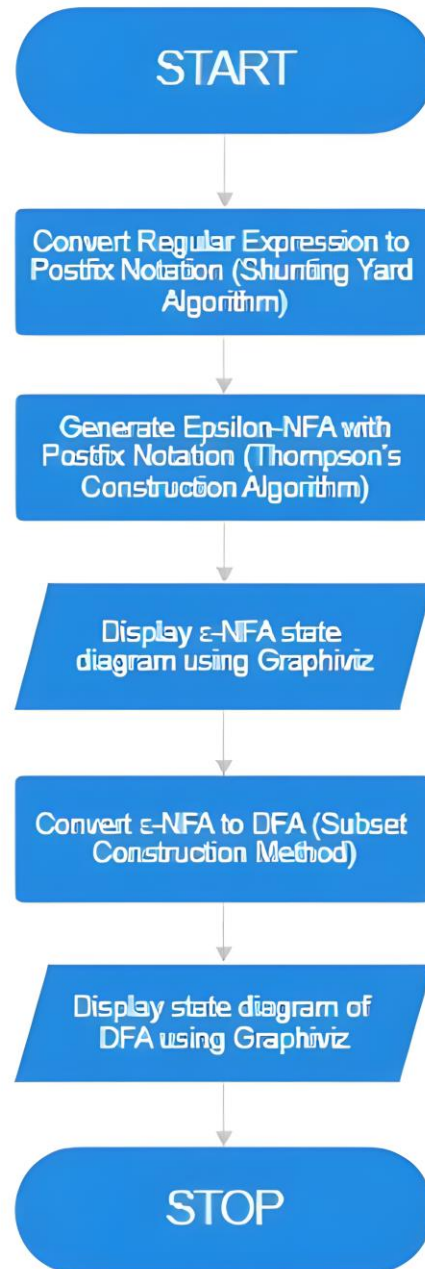 START
Convert Regular Expression to
Postfix Notation (Shunting Yard
Algorithm)
Generate Epsilon-NFA with
Postfix Notation (Thompson's
Construction Algorithm)
Display ε-NFA state
diagram using Graphiviz
Convert ε-NFA to DFA (Subset
Construction Method)
Display state diagram of
DFA using Graphiviz
STOP